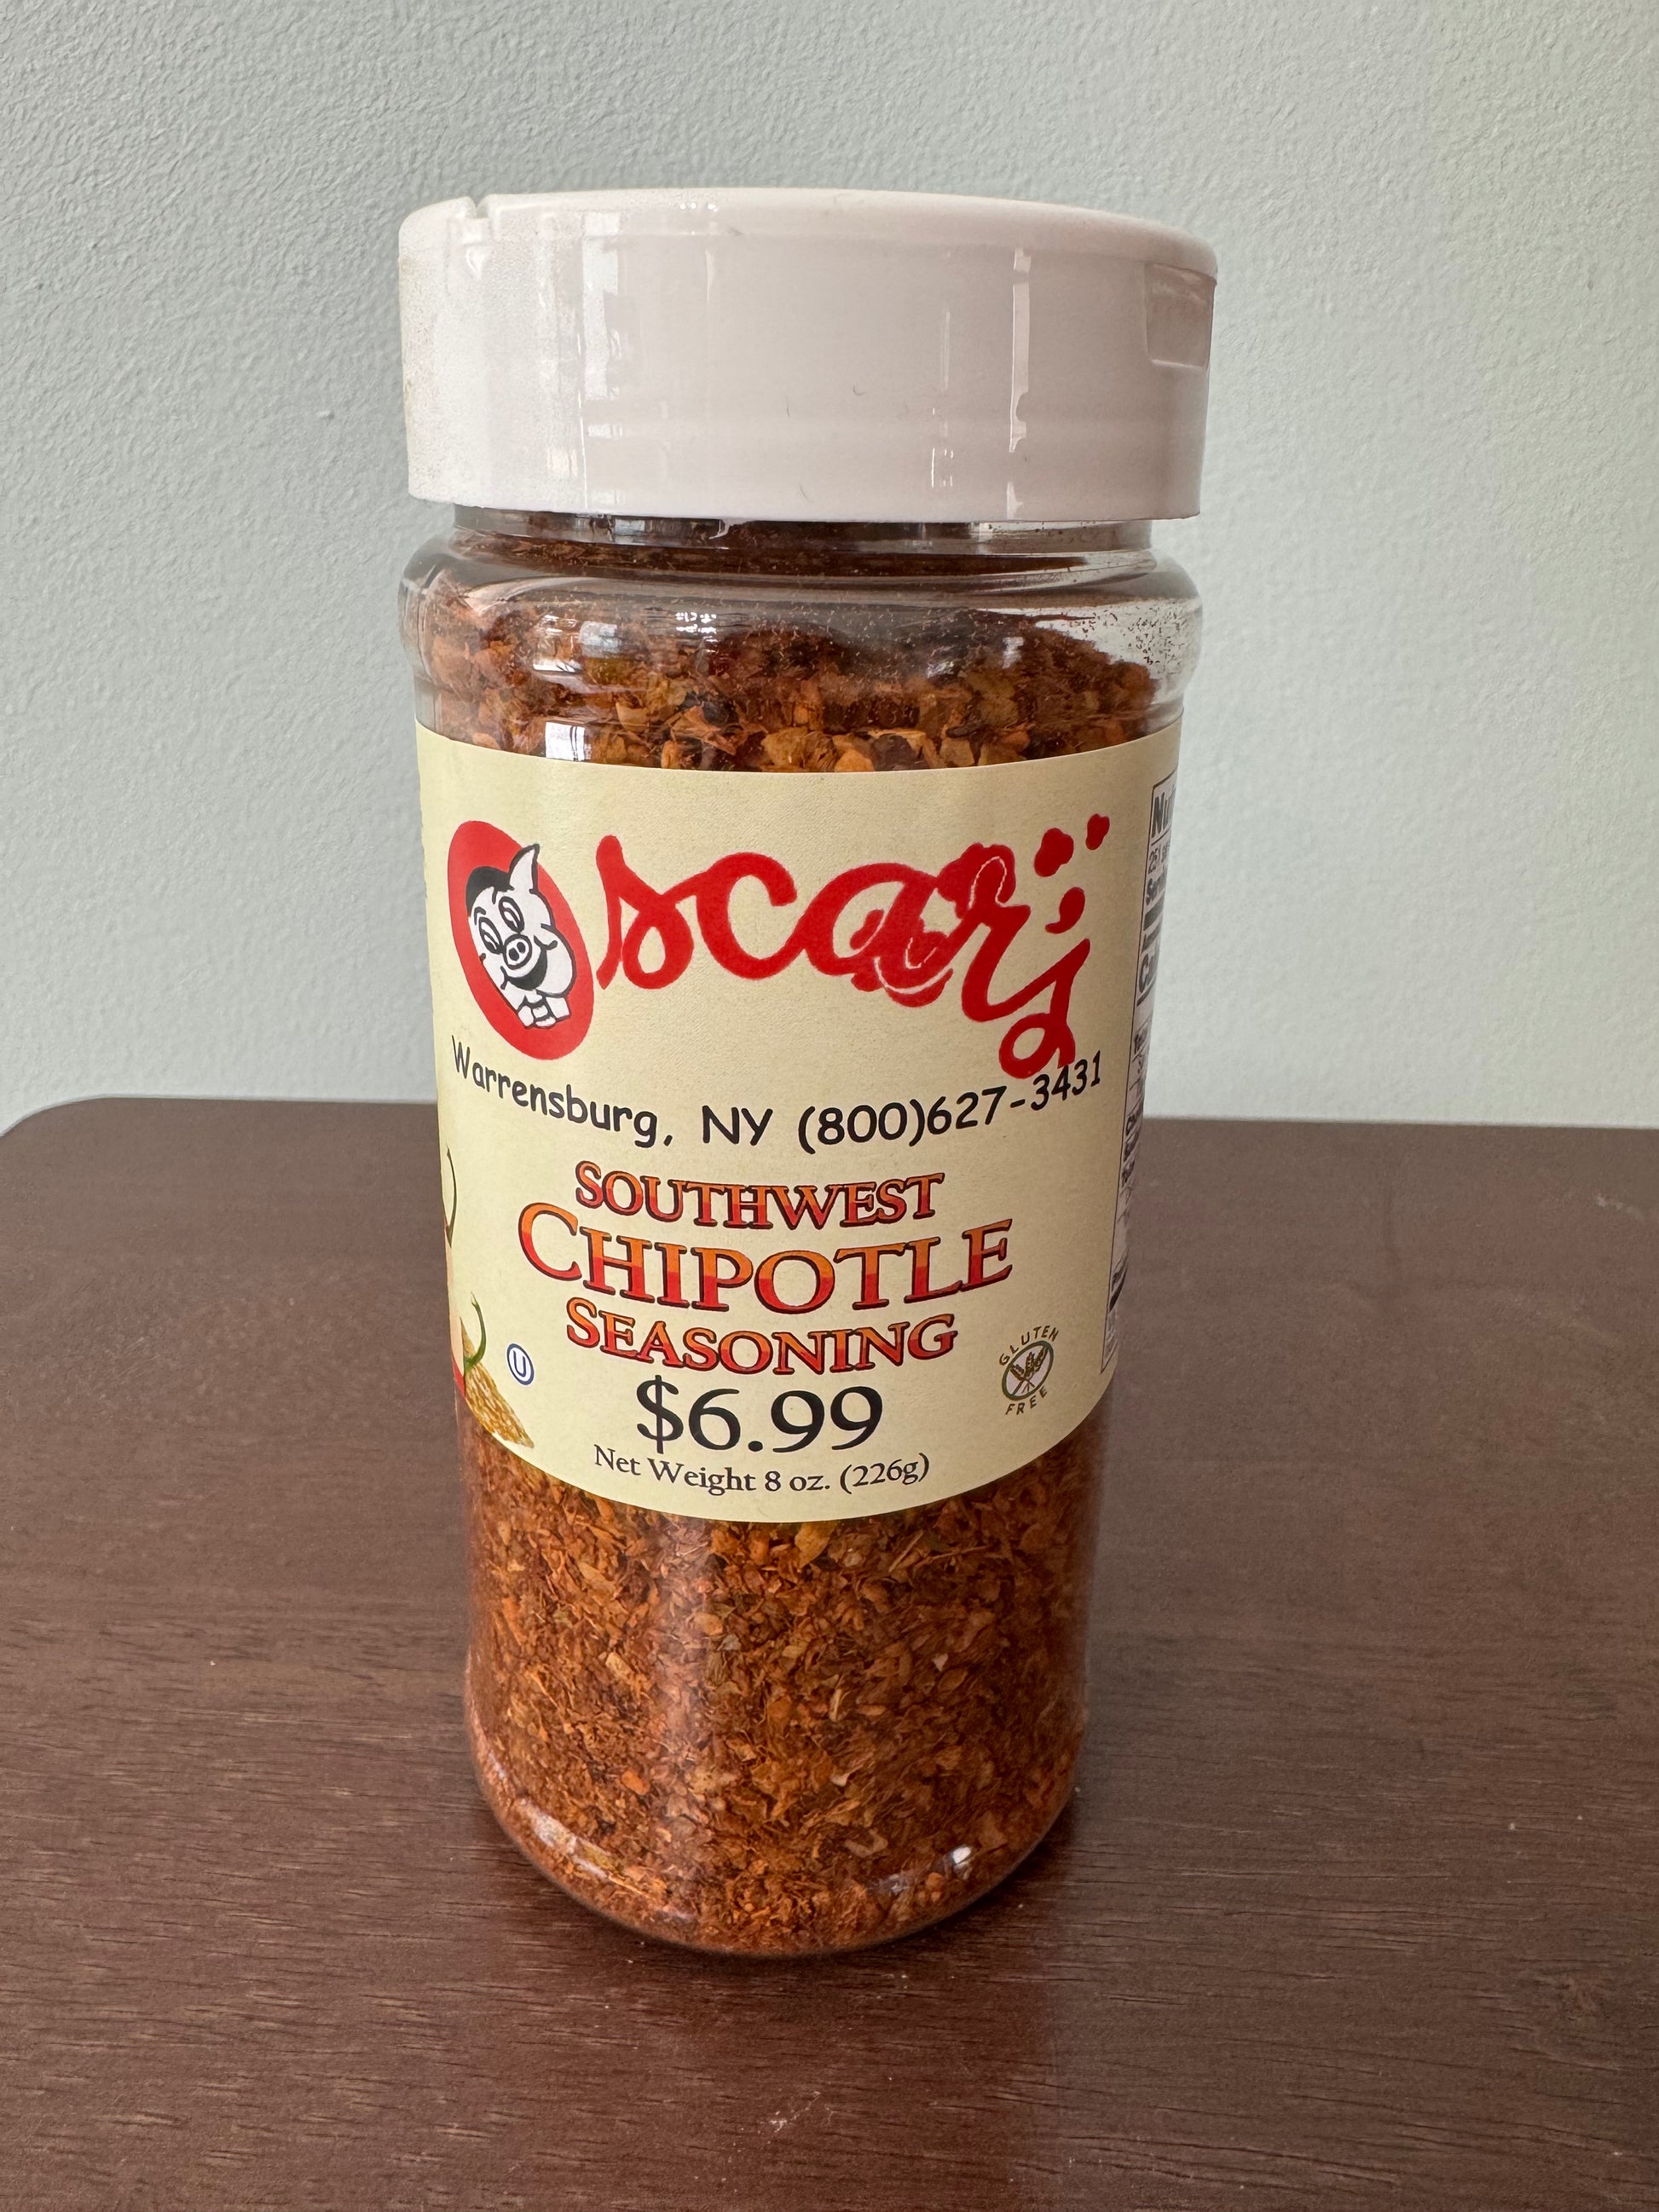 Oscar's
Warrensburg, NY (800)627-3431
SOUTHWEST
CHIPOTLE
SEASONING
$6.99
Net Weight 8 oz. (226g)
U
GLUTEN
FREE